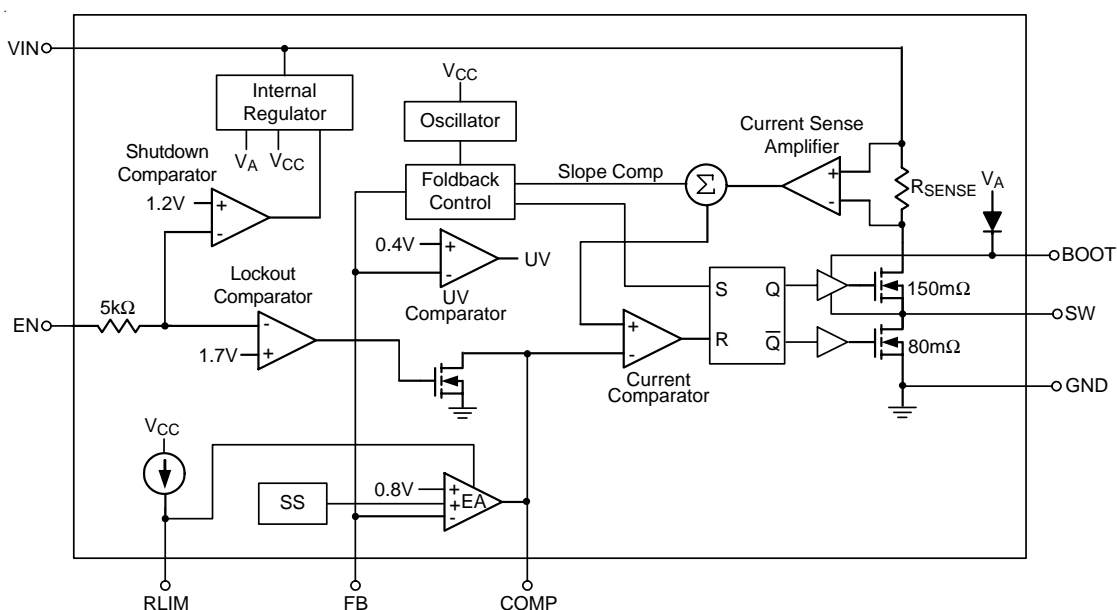 VIN
Internal
Regulator
VA
VCC
Shutdown
Comparator
1.2V
+
-
VCC
Oscillator
Foldback
Control
Slope Comp
Σ
Current Sense
Amplifier
+
-
RSENSE
VA
BOOT
0.4V
+
-
UV
UV
Comparator
Lockout
Comparator
5kΩ
EN
-
1.7V
+
S
Q
R
Q̅
+
-
Current
Comparator
150mΩ
SW
80mΩ
GND
VCC
SS
0.8V
+
+
-
EA
RLIM
FB
COMP